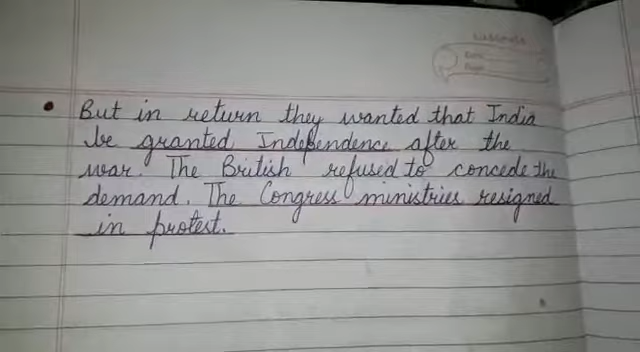 • But in return they wanted that India
be granted Independence after the
war. The British refused to concede the
demand. The Congress ministries resigned
in protest.